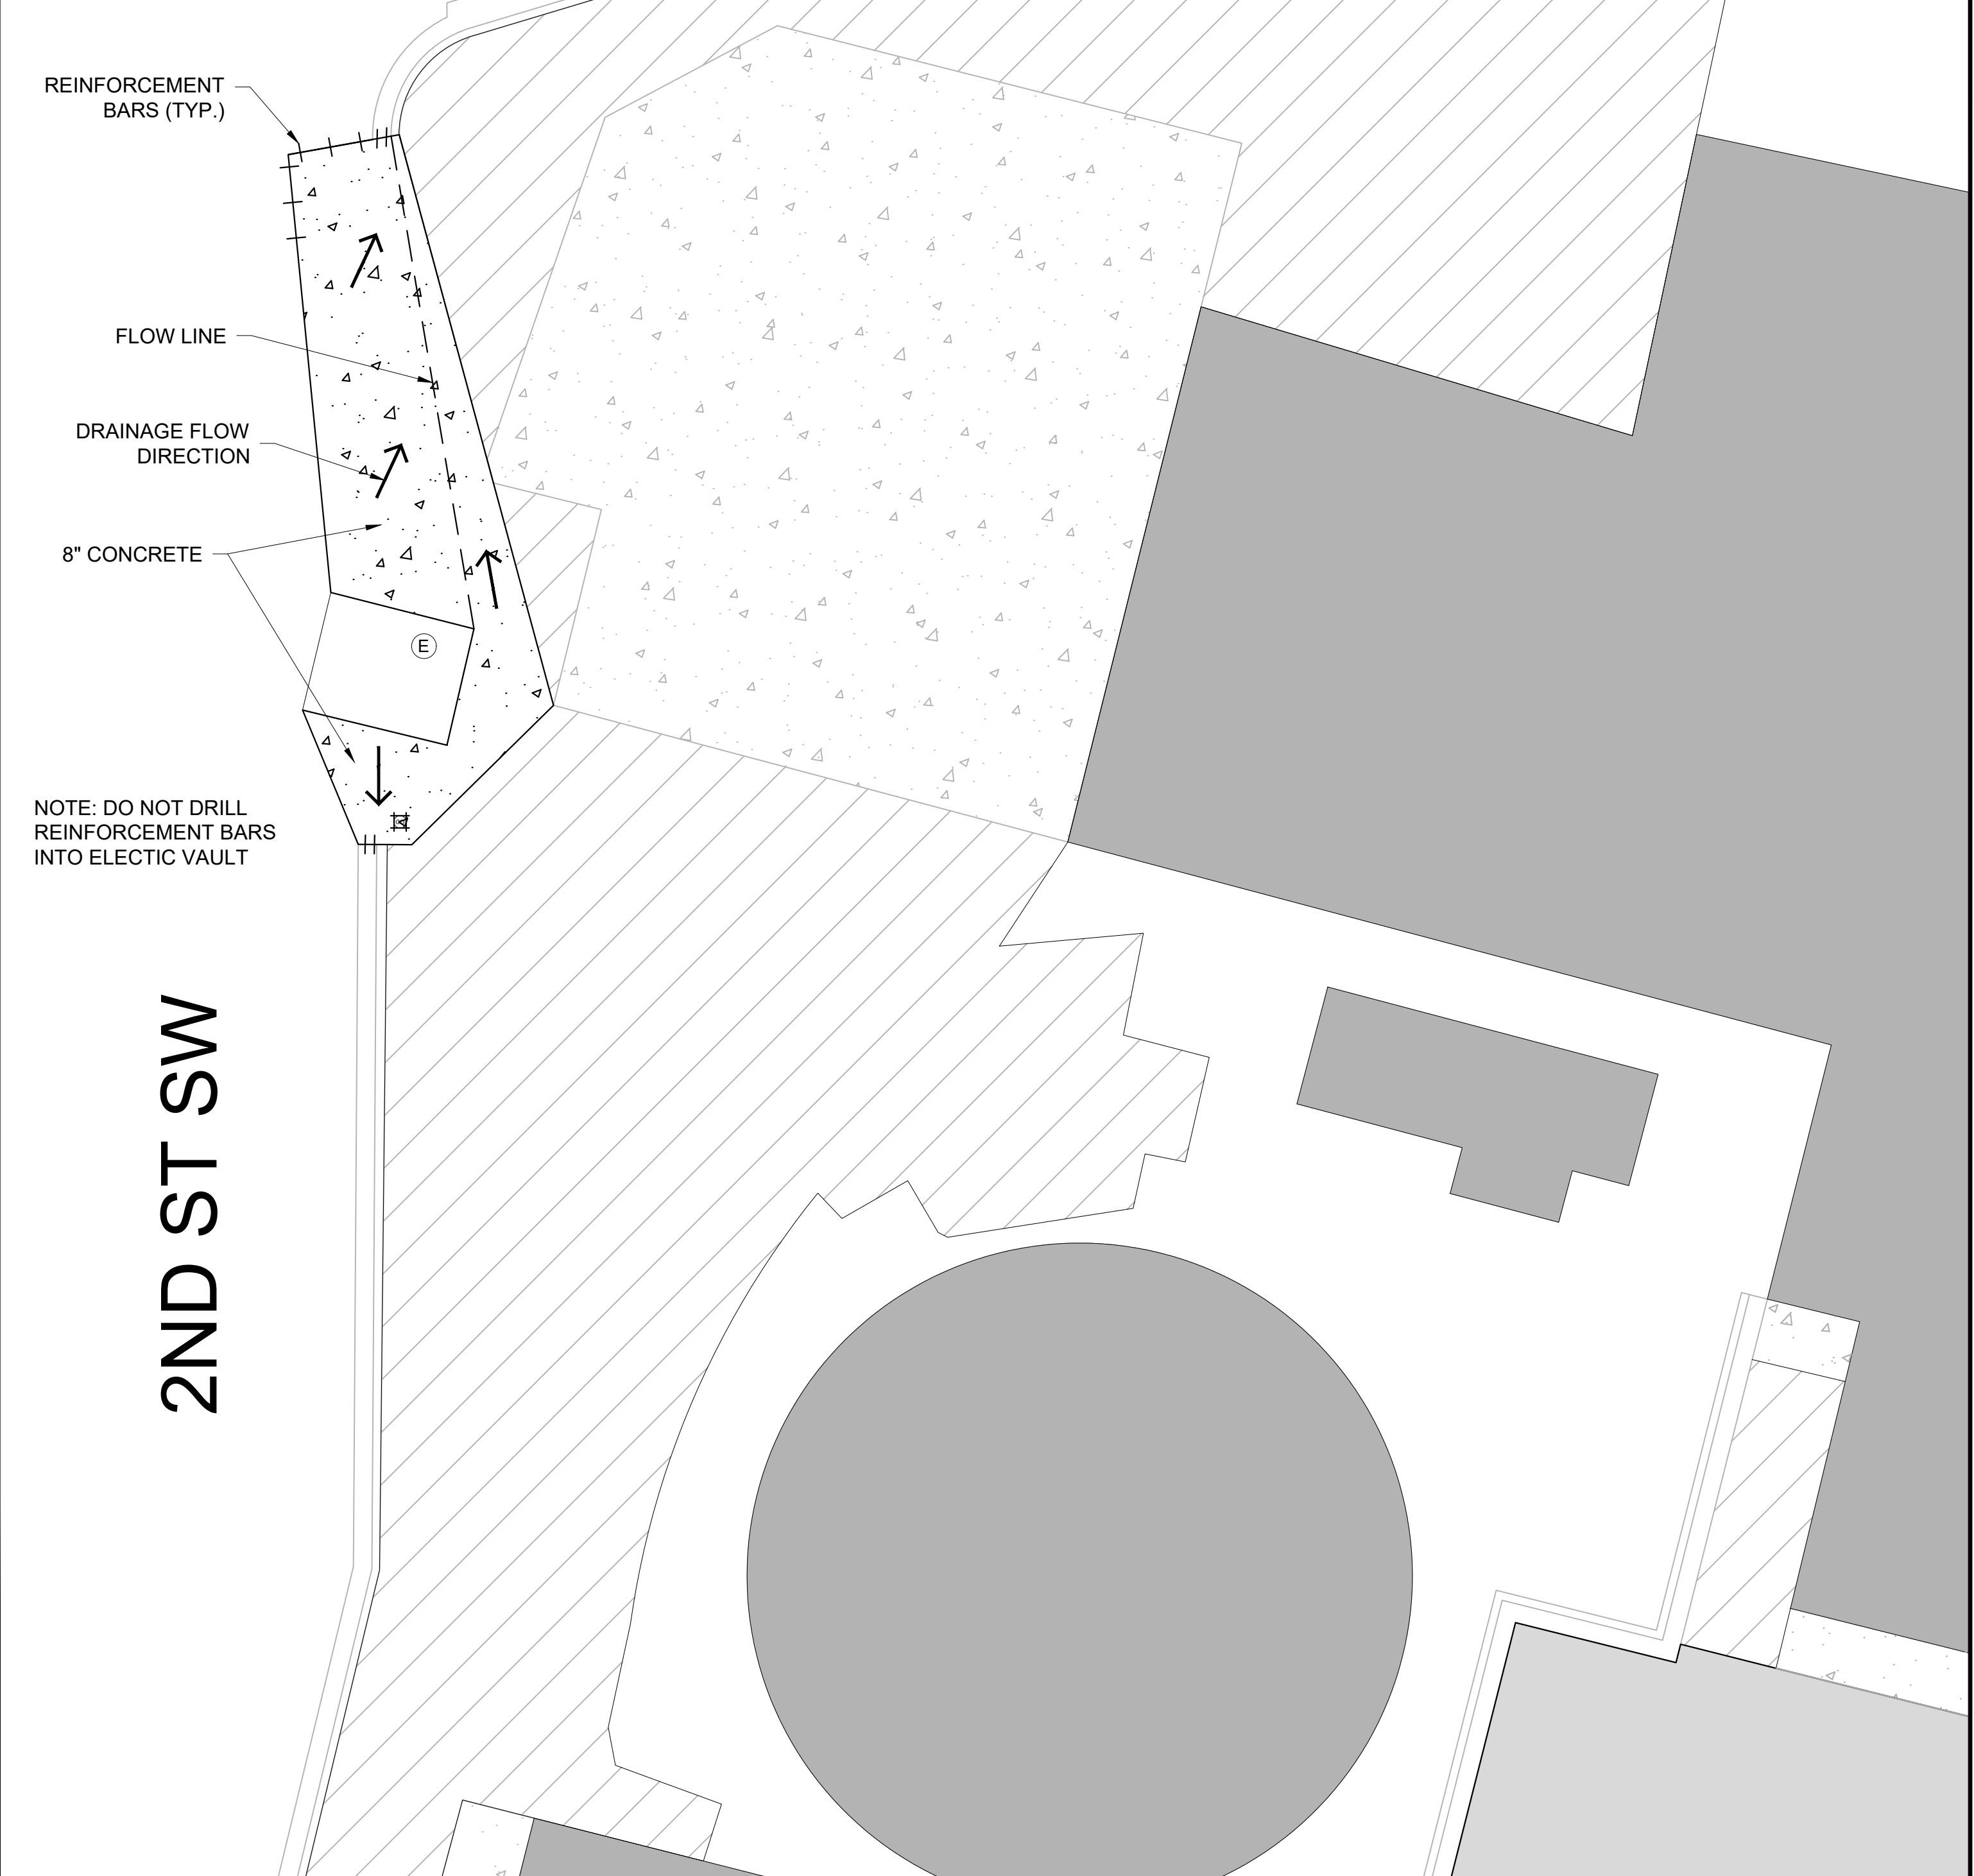 REINFORCEMENT
BARS (TYP.)
FLOW LINE
DRAINAGE FLOW
DIRECTION
8" CONCRETE
E
NOTE: DO NOT DRILL
REINFORCEMENT BARS
INTO ELECTIC VAULT
2ND ST SW